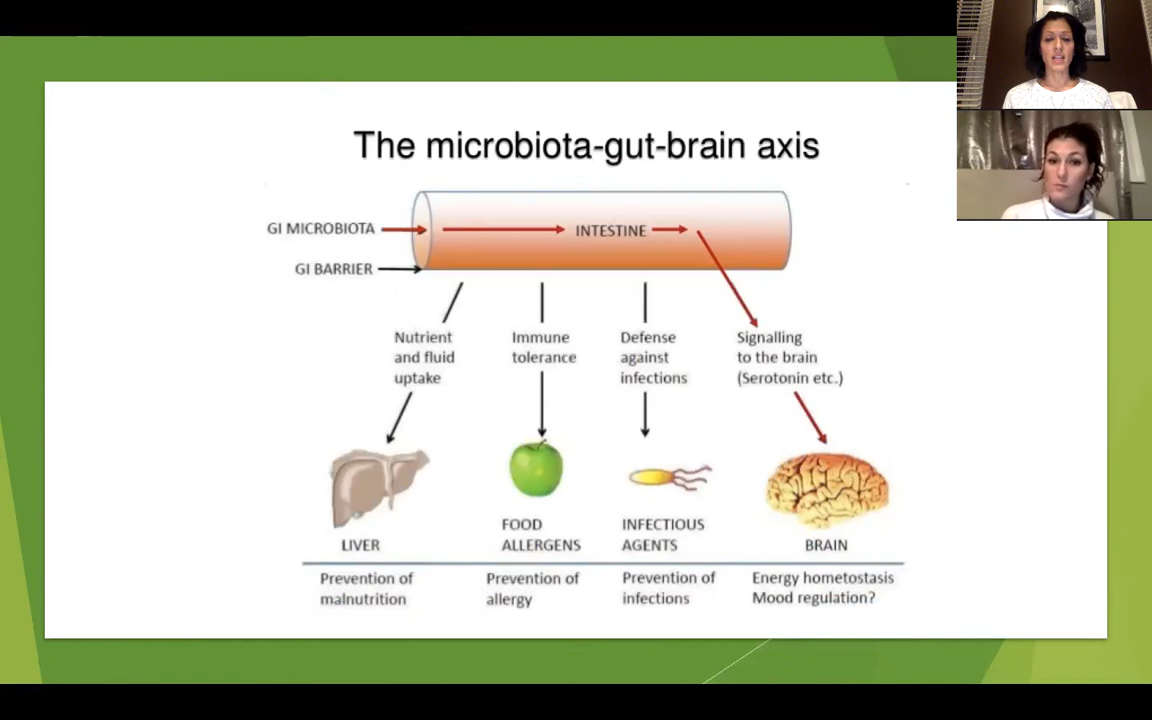 The microbiota-gut-brain axis
GI MICROBIOTA
INTESTINE
GI BARRIER
Nutrient
and fluid
uptake
Immune
tolerance
Defense
against
infections
Signalling
to the brain
(Serotonin etc.)
LIVER
FOOD
ALLERGENS
INFECTIOUS
AGENTS
BRAIN
Prevention of
malnutrition
Prevention of
allergy
Prevention of
infections
Energy hometostasis
Mood regulation?